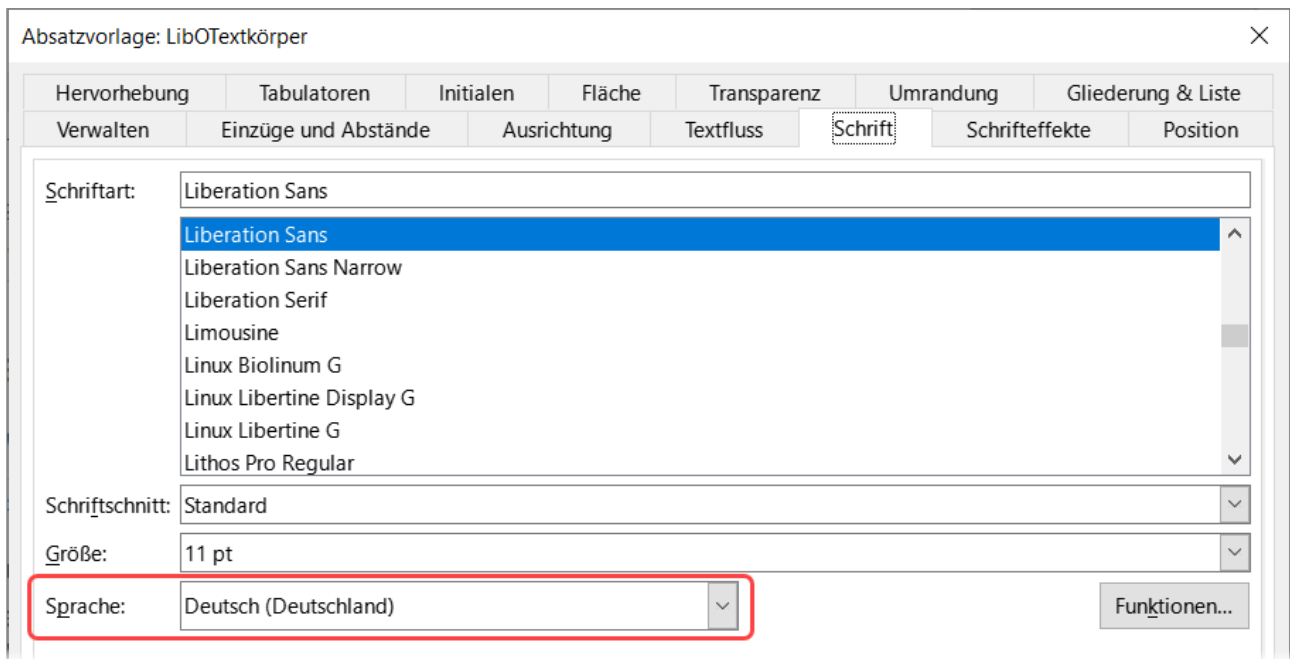 Absatzvorlage: LibOTextkörper
Hervorhebung Tabulatoren Initialen Fläche Transparenz Umrandung Gliederung & Liste
Verwalten Einzüge und Abstände Ausrichtung Textfluss Schrift Schrifteffekte Position
Schriftart: Liberation Sans
Liberation Sans
Liberation Sans Narrow
Liberation Serif
Limousine
Linux Biolinum G
Linux Libertine Display G
Linux Libertine G
Lithos Pro Regular
Schriftschnitt: Standard
Größe: 11 pt
Sprache: Deutsch (Deutschland) Funktionen...